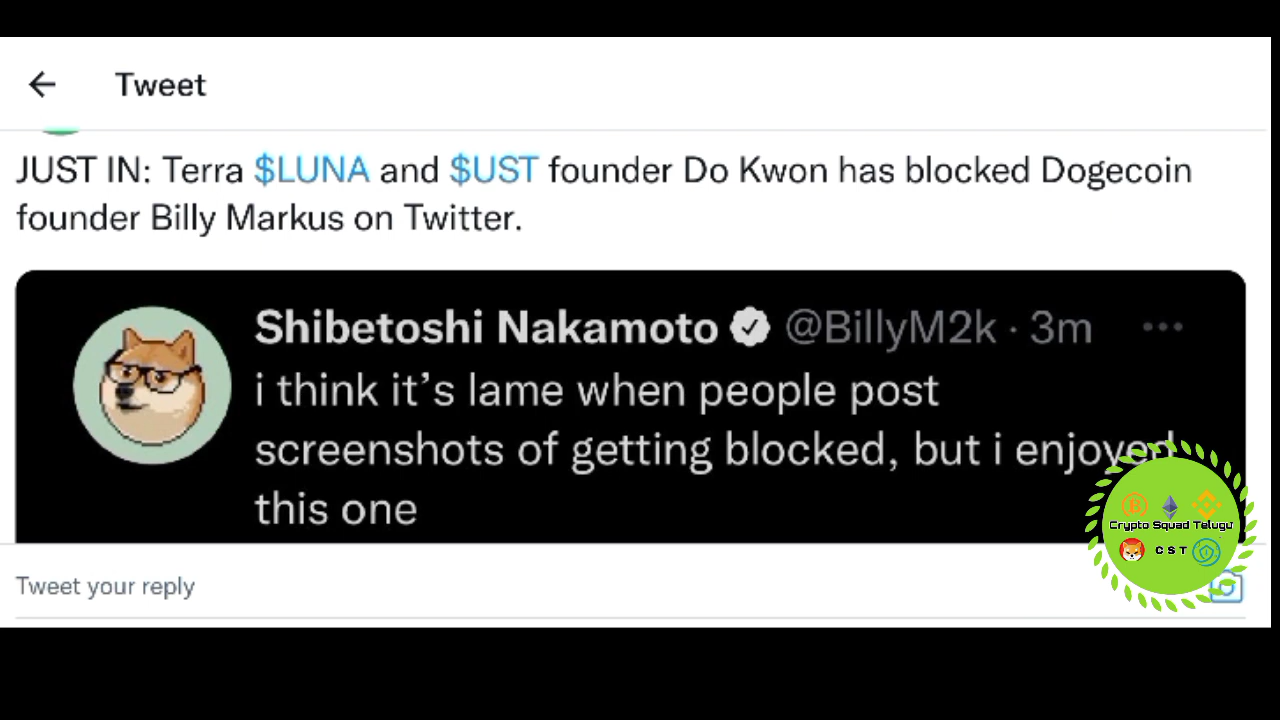 Tweet
JUST IN: Terra $LUNA and $UST founder Do Kwon has blocked Dogecoin
founder Billy Markus on Twitter.
Shibetoshi Nakamoto @BillyM2k · 3m
i think it’s lame when people post
screenshots of getting blocked, but i enjoyed
this one
Crypto Squad Telugu
C S T
Tweet your reply